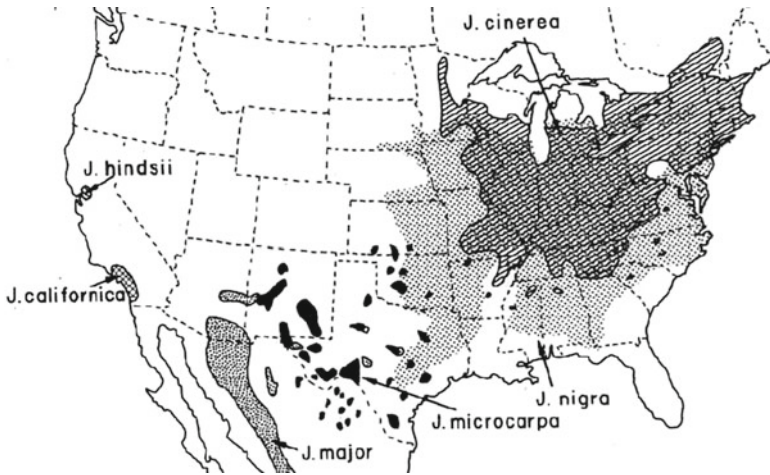 J. cinerea
J. hindsii
J. californica
J. nigra
J. microcarpa
J. major